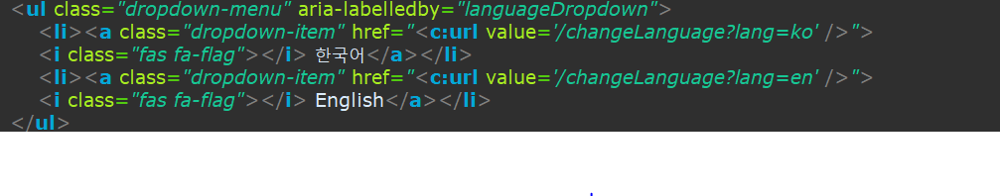 <ul class="dropdown-menu" aria-labelledby="languageDropdown">
<li><a class="dropdown-item" href="<c:url value='/changeLanguage?lang=ko' />">
<i class="fas fa-flag"></i> 한국어</a></li>
<li><a class="dropdown-item" href="<c:url value='/changeLanguage?lang=en' />">
<i class="fas fa-flag"></i> English</a></li>
</ul>